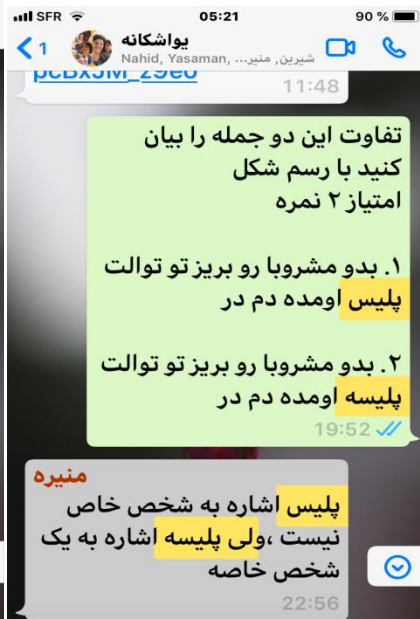 SFR 05:21 90 %
1 یواشکانه
Nahid, Yasaman, شیرین, منیر...
11:48
تفاوت این دو جمله را بیان
کنید با رسم شکل
امتیاز ۲ نمره
۱. بدو مشروبا رو بریز تو توالت
پلیس اومده دم در
۲. بدو مشروبا رو بریز تو توالت
پلیسه اومده دم در
19:52
منیره
پلیس اشاره به شخص خاص
نیست ،ولی پلیسه اشاره به یک
شخص خاصه
22:56